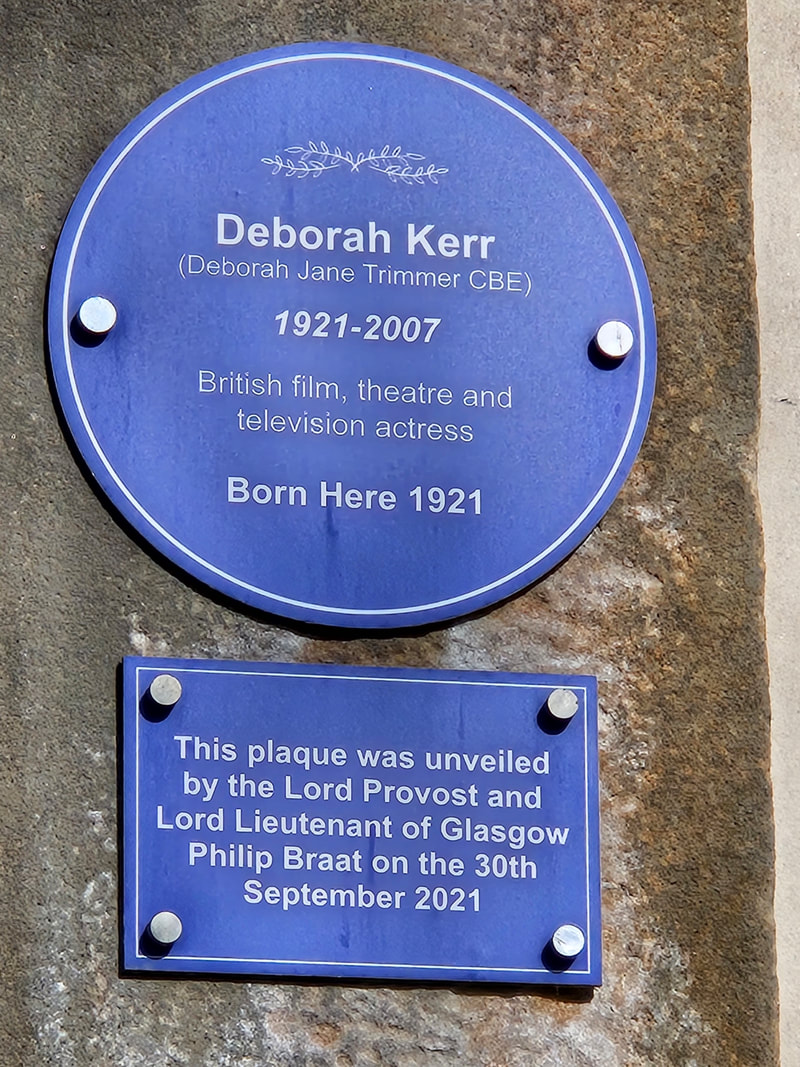 Deborah Kerr
(Deborah Jane Trimmer CBE)
1921-2007
British film, theatre and
television actress
Born Here 1921
This plaque was unveiled
by the Lord Provost and
Lord Lieutenant of Glasgow
Philip Braat on the 30th
September 2021